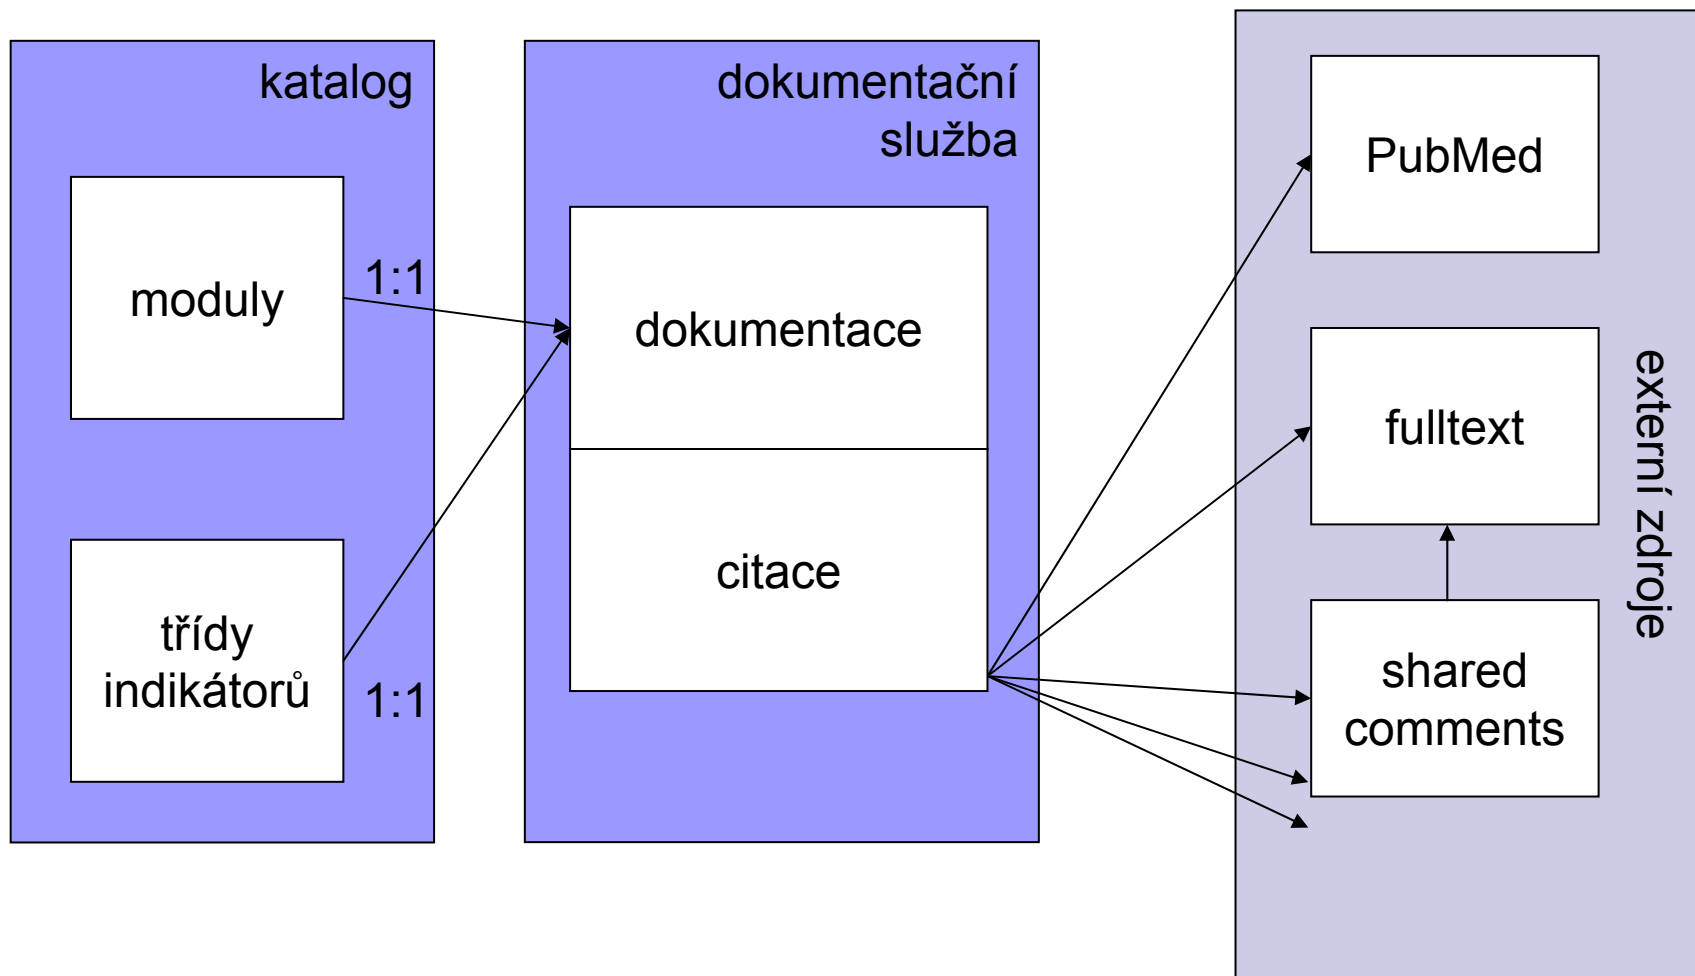 katalog
moduly
1:1
třídy
indikátorů
1:1
dokumentační
služba
dokumentace
citace
PubMed
fulltext
shared
comments
externí zdroje